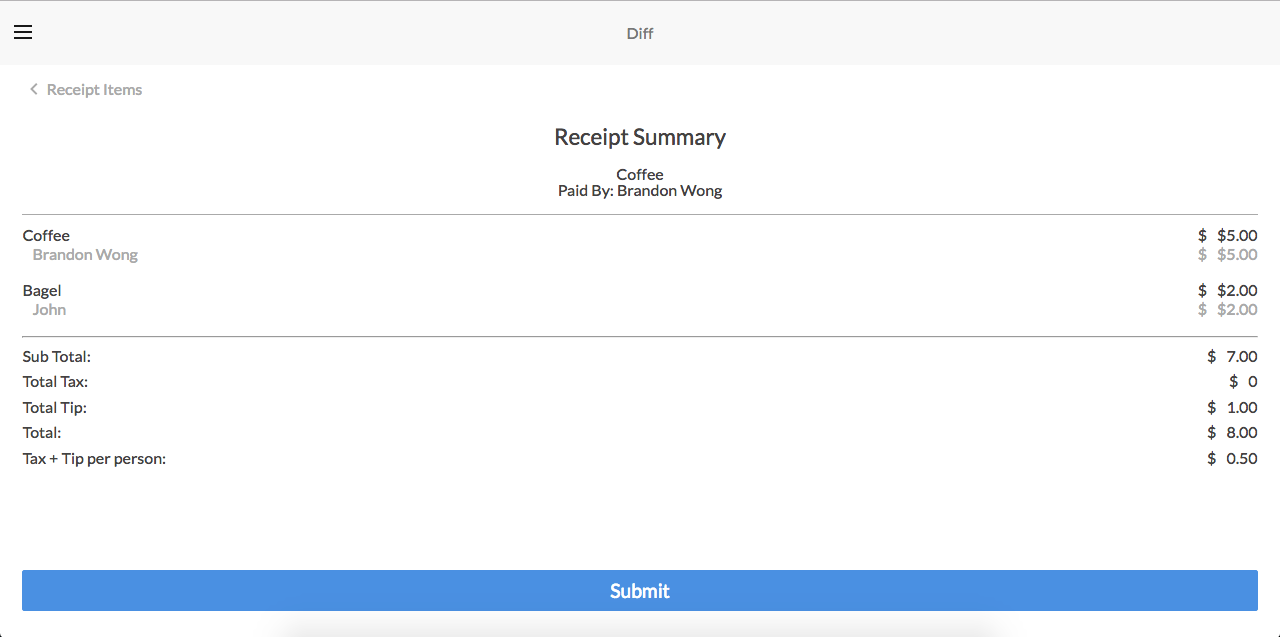 Diff
Receipt Items
Receipt Summary
Coffee
Paid By: Brandon Wong
Coffee $ $5.00
Brandon Wong $ $5.00
Bagel $ $2.00
John $ $2.00
Sub Total: $ 7.00
Total Tax: $ 0
Total Tip: $ 1.00
Total: $ 8.00
Tax + Tip per person: $ 0.50
Submit